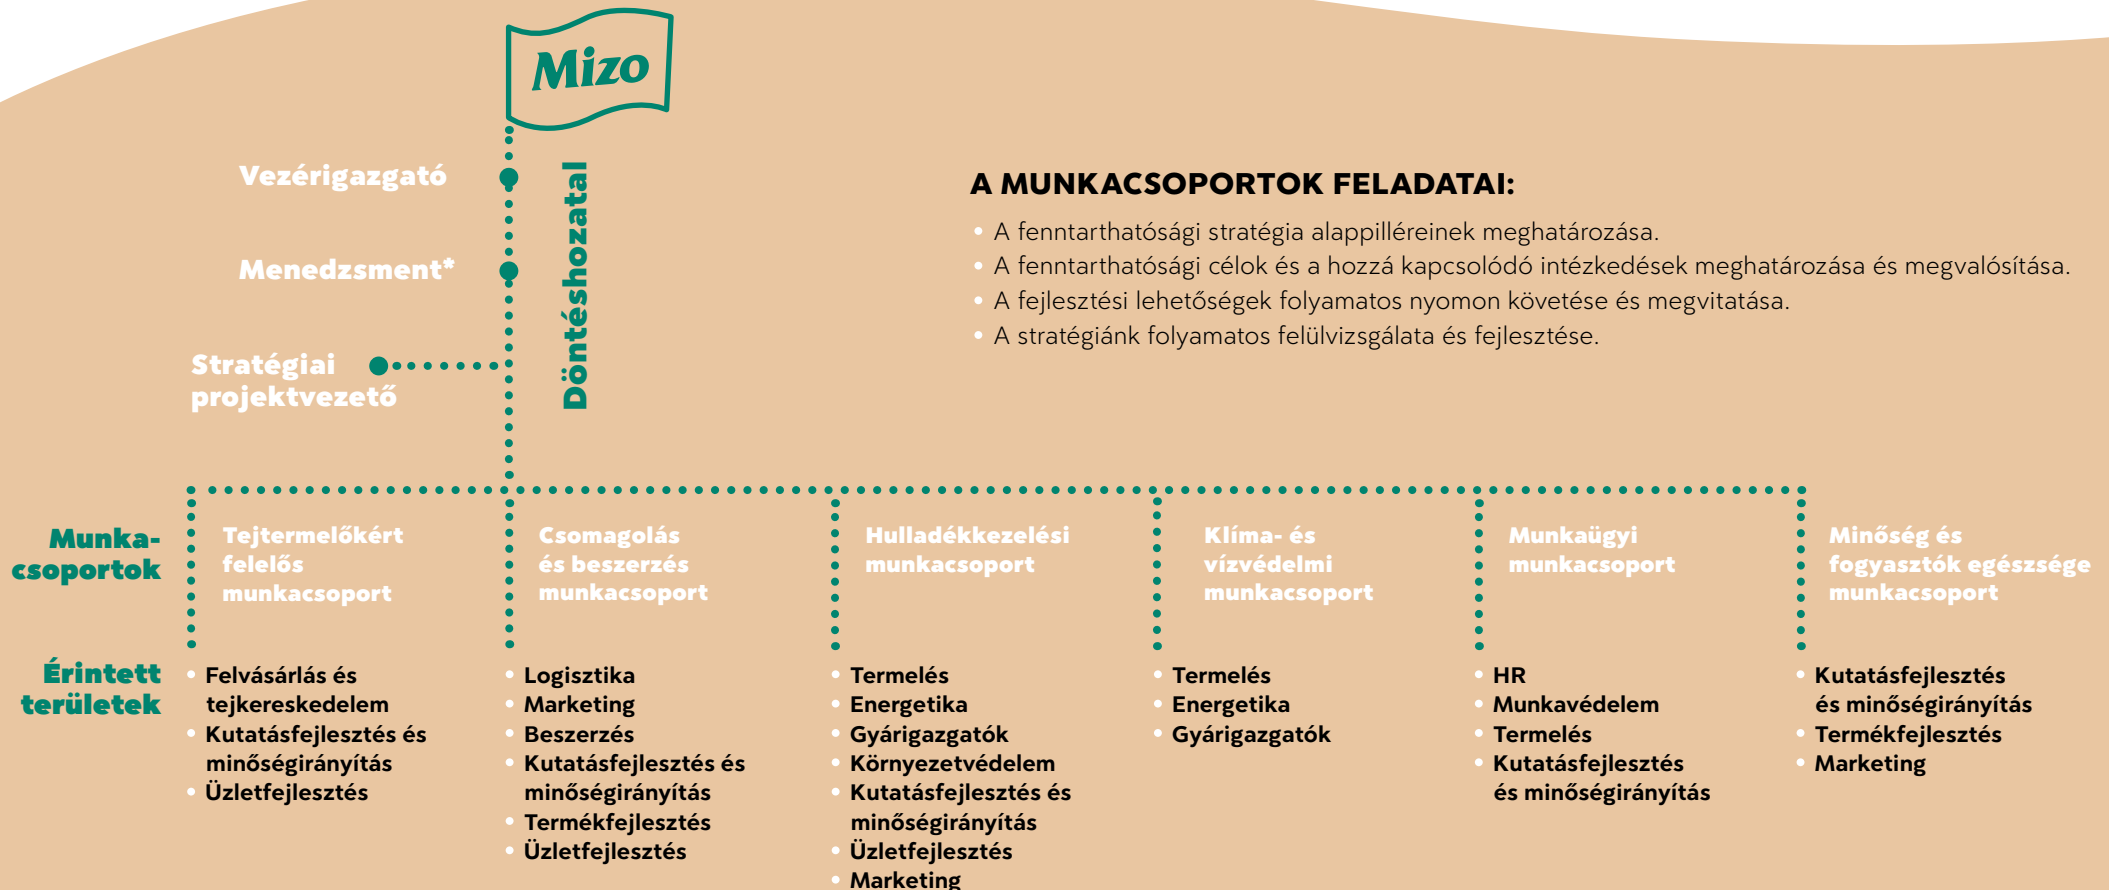 Mizo
Vezérigazgató
Menedzsment*
Stratégiai
projektvezető
Döntéshozatal
A MUNKACSOPORTOK FELADATAI:
• A fenntarthatósági stratégia alappilléreinek meghatározása.
• A fenntarthatósági célok és a hozzá kapcsolódó intézkedések meghatározása és megvalósítása.
• A fejlesztési lehetőségek folyamatos nyomon követése és megvitatása.
• A stratégiánk folyamatos felülvizsgálata és fejlesztése.
Munka-
csoportok
Tejtermelőkért
felelős
munkacsoport
Csomagolás
és beszerzés
munkacsoport
Hulladékkezelési
munkacsoport
Klíma- és
vízvédelmi
munkacsoport
Munkaügyi
munkacsoport
Minőség és
fogyasztók egészsége
munkacsoport
Érintett
területek
• Felvásárlás és
tejkereskedelem
• Kutatásfejlesztés és
minőségirányítás
• Üzletfejlesztés
• Logisztika
• Marketing
• Beszerzés
• Kutatásfejlesztés és
minőségirányítás
• Termékfejlesztés
• Üzletfejlesztés
• Termelés
• Energetika
• Gyárigazgatók
• Környezetvédelem
• Kutatásfejlesztés és
minőségirányítás
• Üzletfejlesztés
• Marketing
• Termelés
• Energetika
• Gyárigazgatók
• HR
• Munkavédelem
• Termelés
• Kutatásfejlesztés
és minőségirányítás
• Kutatásfejlesztés
és minőségirányítás
• Termékfejlesztés
• Marketing